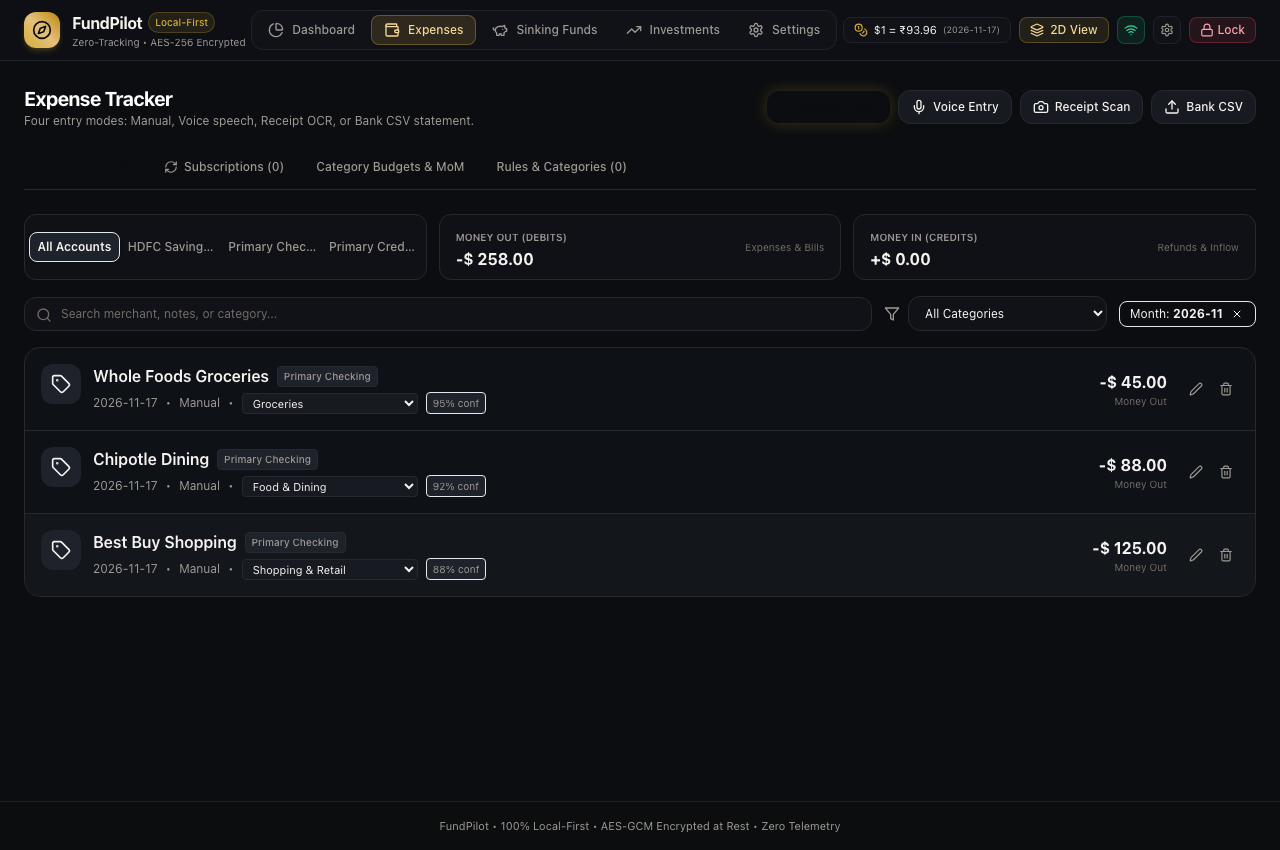 FundPilot Local-First
Zero-Tracking • AES-256 Encrypted
Dashboard Expenses Sinking Funds Investments Settings
$1 = ₹93.96 (2026-11-17) 2D View Lock
Expense Tracker
Four entry modes: Manual, Voice speech, Receipt OCR, or Bank CSV statement.
Voice Entry Receipt Scan Bank CSV
Subscriptions (0) Category Budgets & MoM Rules & Categories (0)
All Accounts HDFC Saving... Primary Chec... Primary Cred...
MONEY OUT (DEBITS)
-$ 258.00
Expenses & Bills
MONEY IN (CREDITS)
+$ 0.00
Refunds & Inflow
Search merchant, notes, or category...
All Categories
Month: 2026-11 ×
Whole Foods Groceries Primary Checking
2026-11-17 • Manual • Groceries 95% conf
-$ 45.00
Money Out
Chipotle Dining Primary Checking
2026-11-17 • Manual • Food & Dining 92% conf
-$ 88.00
Money Out
Best Buy Shopping Primary Checking
2026-11-17 • Manual • Shopping & Retail 88% conf
-$ 125.00
Money Out
FundPilot • 100% Local-First • AES-GCM Encrypted at Rest • Zero Telemetry